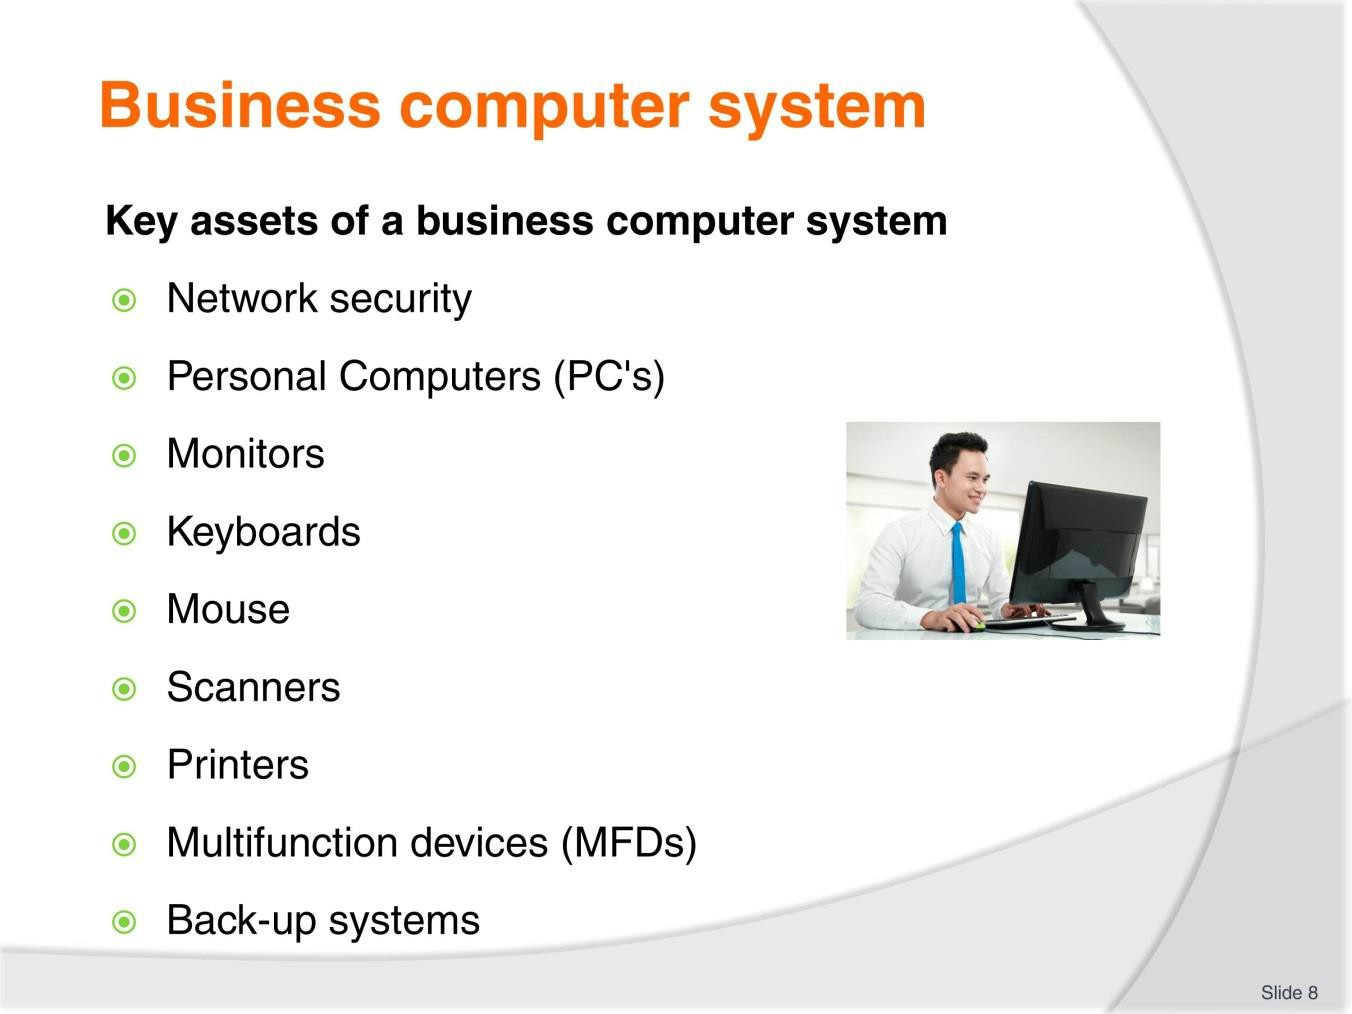 Business computer system
Key assets of a business computer system
Network security
Personal Computers (PC's)
Monitors
Keyboards
Mouse
Scanners
Printers
Multifunction devices (MFDs)
Back-up systems
Slide 8